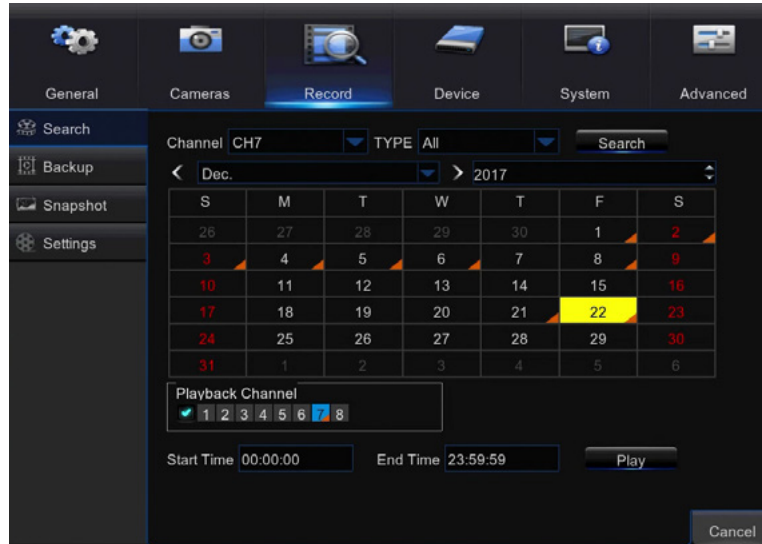 General Cameras Record Device System Advanced
Search
Backup
Snapshot
Settings
Channel CH7 TYPE All Search
< Dec. > 2017
S M T W T F S
26 27 28 29 30 1 2
3 4 5 6 7 8 9
10 11 12 13 14 15 16
17 18 19 20 21 22 23
24 25 26 27 28 29 30
31 1 2 3 4 5 6
Playback Channel
1 2 3 4 5 6 7 8
Start Time 00:00:00 End Time 23:59:59 Play
Cancel